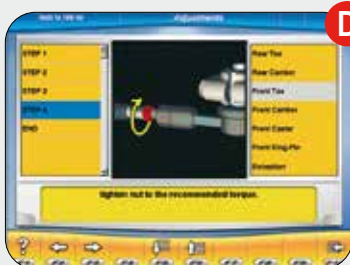 Adjustments
D
STEP 1
STEP 2
STEP 3
STEP 4
END
Rear Toe
Rear Camber
Front Toe
Front Camber
Front Caster
Front King-Pin
tighten nut to the recommended torque.
?